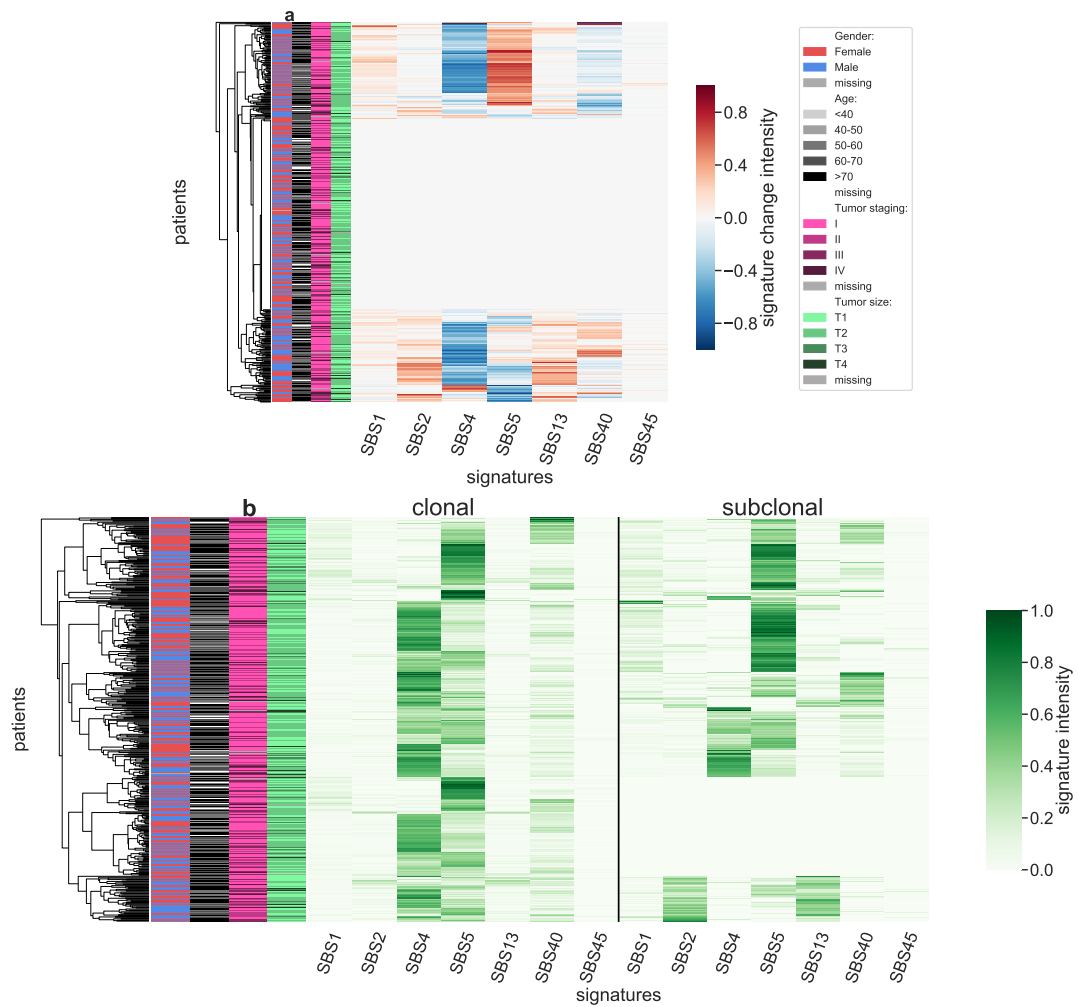 a
patients
SBS1
SBS2
SBS4
SBS5
SBS13
SBS40
SBS45
signatures
0.8
0.4
0.0
−0.4
−0.8
signature change intensity
Gender:
Female
Male
missing
Age:
<40
40-50
50-60
60-70
>70
missing
Tumor staging:
I
II
III
IV
missing
Tumor size:
T1
T2
T3
T4
missing
b
clonal
subclonal
patients
SBS1
SBS2
SBS4
SBS5
SBS13
SBS40
SBS45
SBS1
SBS2
SBS4
SBS5
SBS13
SBS40
SBS45
signatures
1.0
0.8
0.6
0.4
0.2
0.0
signature intensity